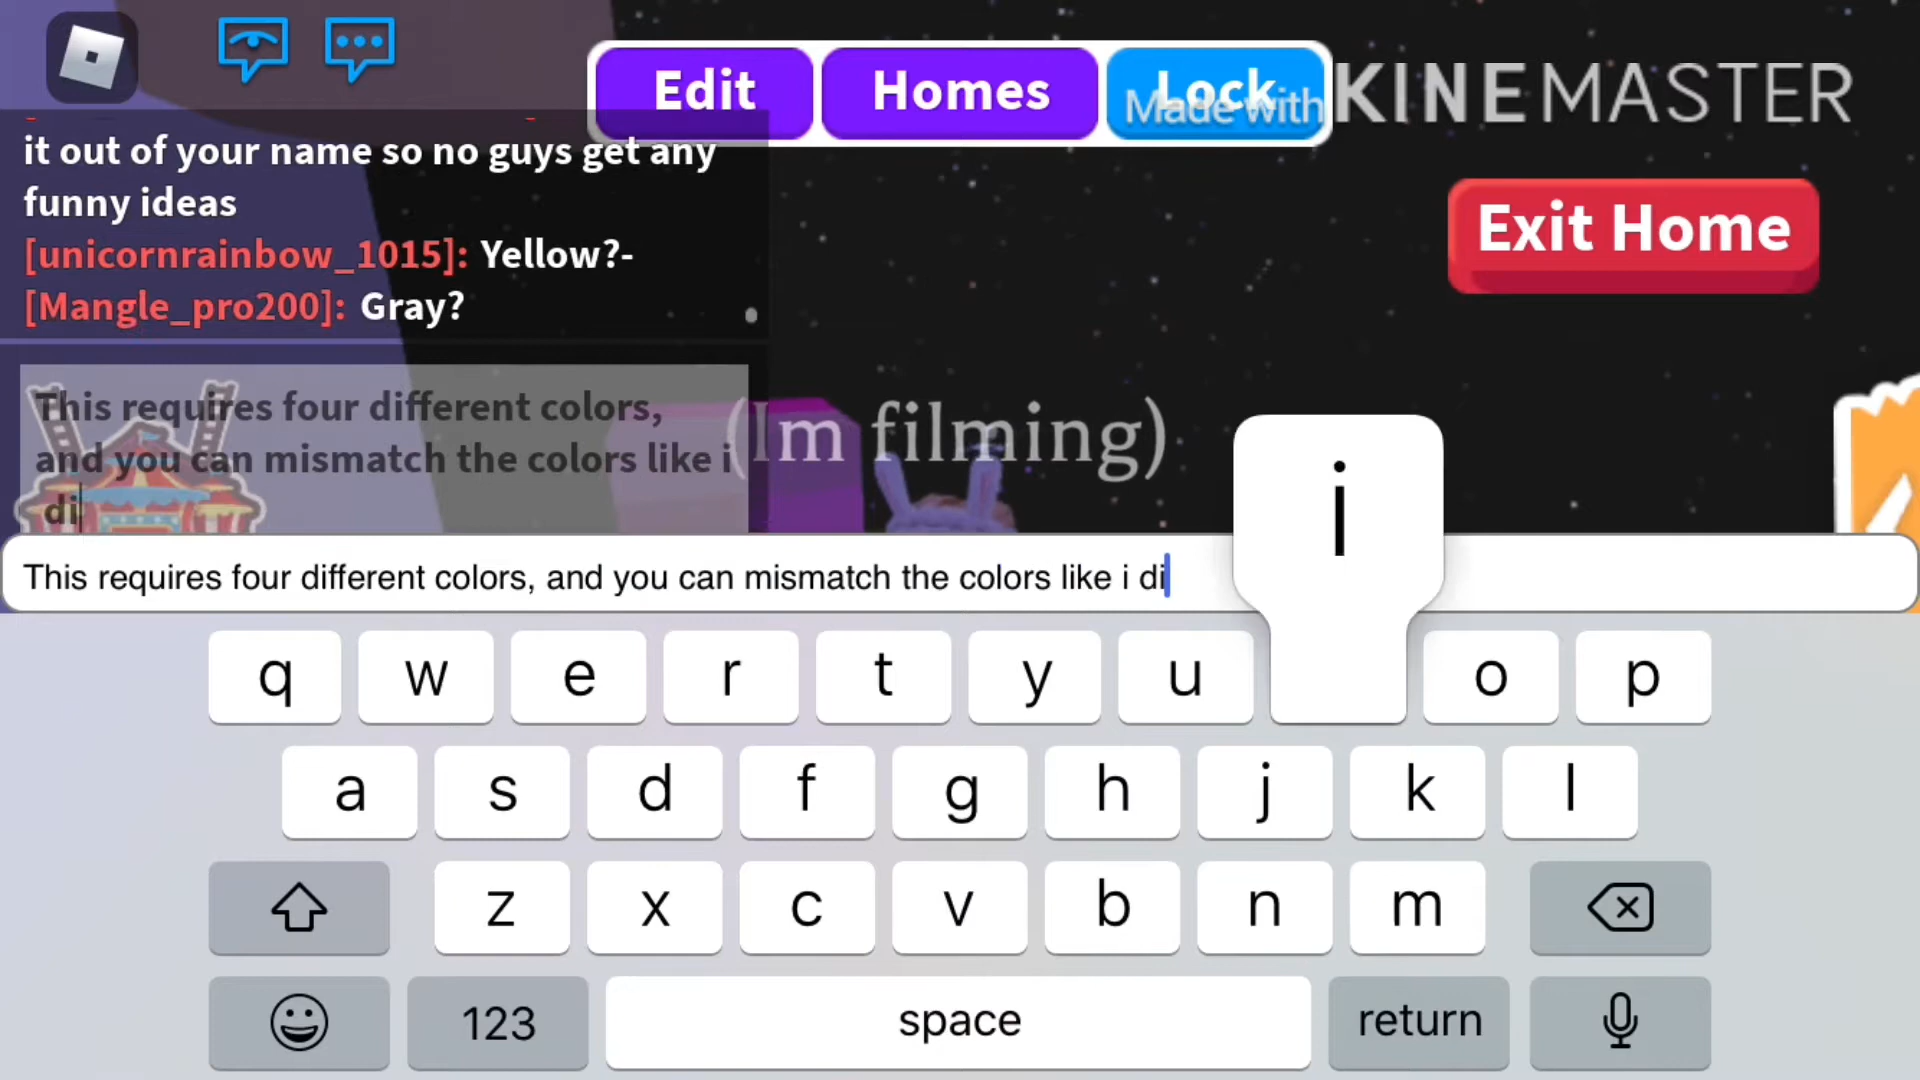 Edit Homes Lock
Made with KINEMASTER
it out of your name so no guys get any
funny ideas
[unicornrainbow_1015]: Yellow?-
[Mangle_pro200]: Gray?
Exit Home
This requires four different colors,
and you can mismatch the colors like i
di
(Im filming)
This requires four different colors, and you can mismatch the colors like i di
i
q w e r t y u o p
a s d f g h j k l
z x c v b n m
123 space return